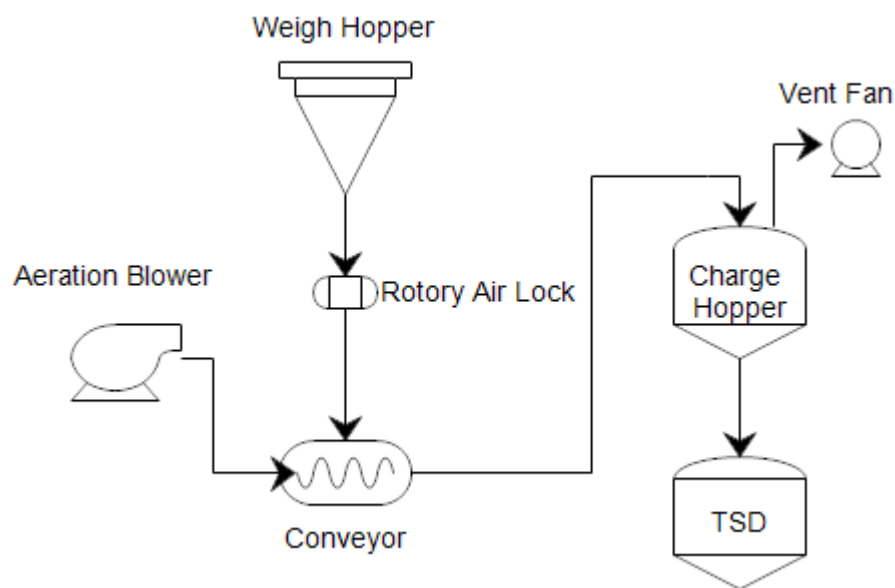 Weigh Hopper
Vent Fan
Aeration Blower
Rotory Air Lock
Charge
Hopper
Conveyor
TSD